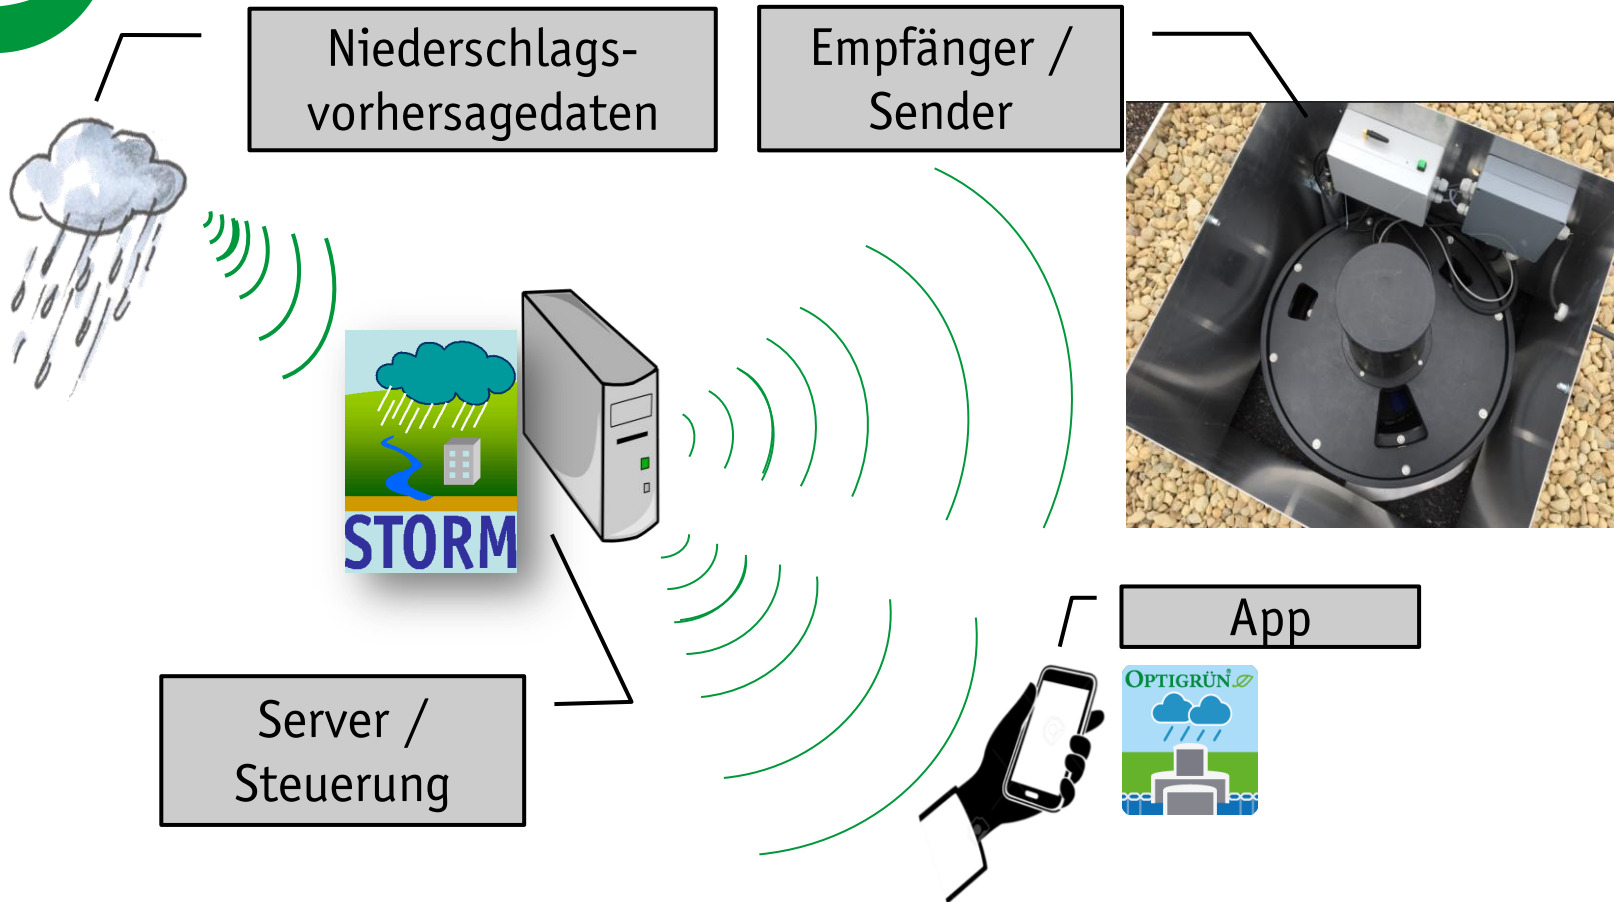 Niederschlags-
vorhersagedaten
Empfänger /
Sender
STORM
Server /
Steuerung
App
OPTIGRÜN